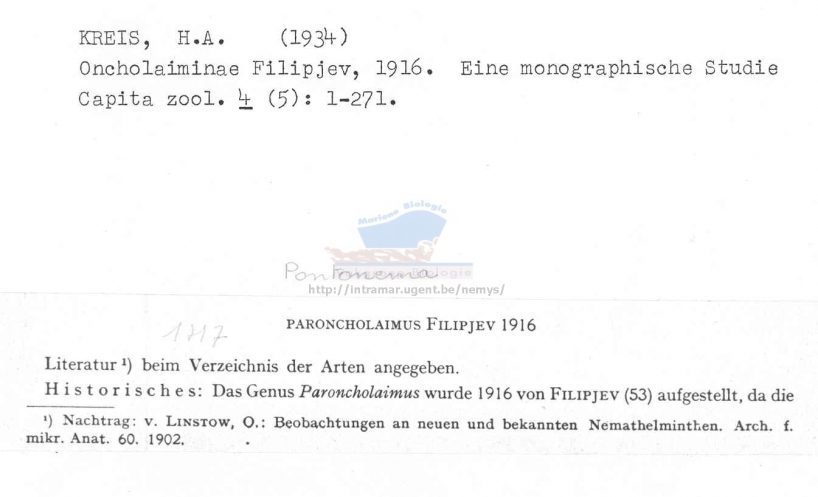 KREIS, H.A. (1934)
Oncholaiminae Filipjev, 1916. Eine monographische Studie
Capita zool. 4 (5): 1-271.
Mariene Biologie
Pontonema
http://intramar.ugent.be/nemys/
PARONCHOLAIMUS FILIPJEV 1916
Literatur ¹) beim Verzeichnis der Arten angegeben.
Historisches: Das Genus Paroncholaimus wurde 1916 von FILIPJEV (53) aufgestellt, da die
¹) Nachtrag: v. LINSTOW, O.: Beobachtungen an neuen und bekannten Nemathelminthen. Arch. f.
mikr. Anat. 60. 1902.